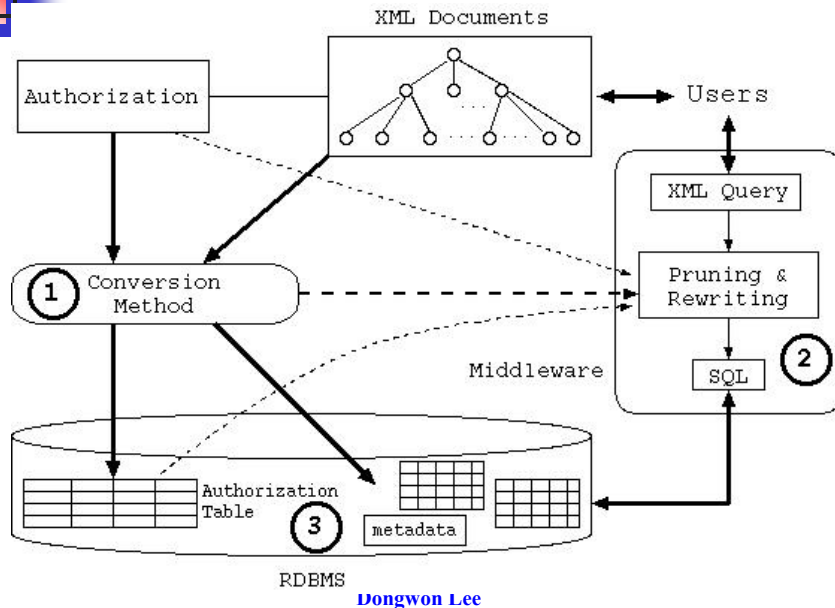 XML Documents
Authorization
Users
XML Query
1
Conversion
Method
Pruning &
Rewriting
Middleware
SQL
2
Authorization
Table
3
metadata
RDBMS
Dongwon Lee